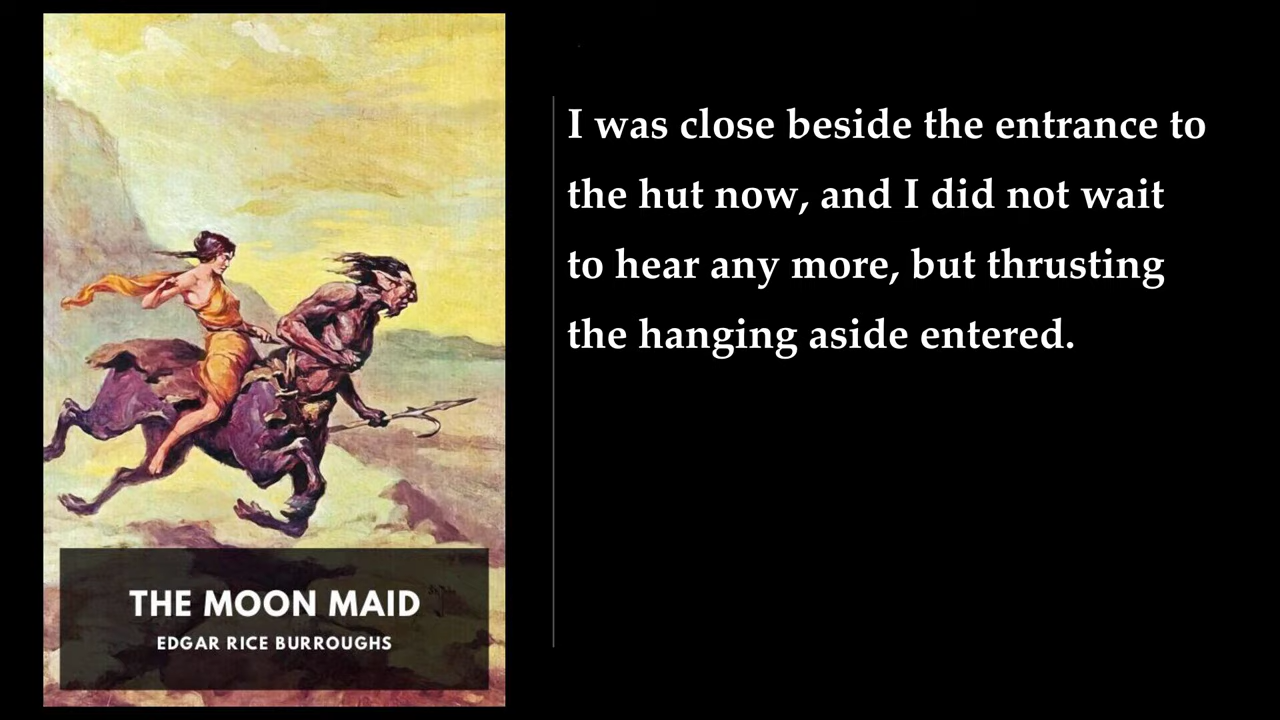 THE MOON MAID
EDGAR RICE BURROUGHS
I was close beside the entrance to
the hut now, and I did not wait
to hear any more, but thrusting
the hanging aside entered.